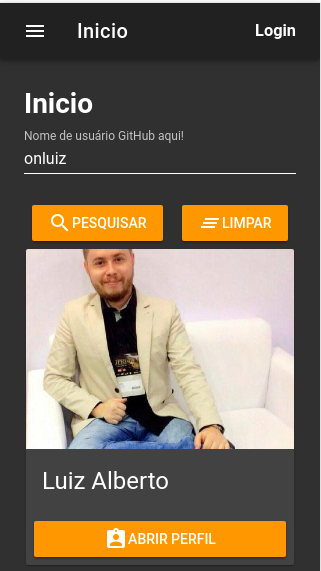 Inicio
Login
Inicio
Nome de usuário GitHub aqui!
onluiz
PESQUISAR
LIMPAR
Luiz Alberto
ABRIR PERFIL